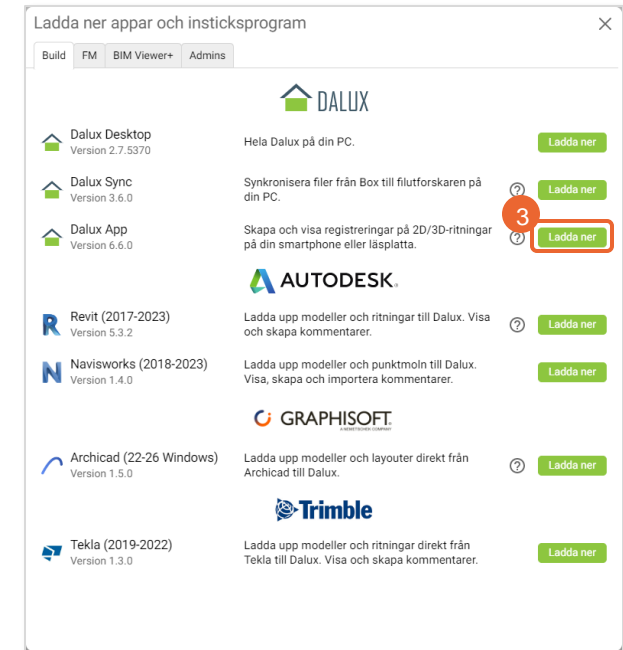 Ladda ner appar och insticksprogram
Build FM BIM Viewer+ Admins
DALUX
Dalux Desktop
Version 2.7.5370
Hela Dalux på din PC.
Ladda ner
Dalux Sync
Version 3.6.0
Synkronisera filer från Box till filutforskaren på
din PC.
?
Ladda ner
3
Dalux App
Version 6.6.0
Skapa och visa registreringar på 2D/3D-ritningar
på din smartphone eller läsplatta.
?
Ladda ner
AUTODESK.
Revit (2017-2023)
Version 5.3.2
Ladda upp modeller och ritningar till Dalux. Visa
och skapa kommentarer.
?
Ladda ner
Navisworks (2018-2023)
Version 1.4.0
Ladda upp modeller och punktmoln till Dalux.
Visa, skapa och importera kommentarer.
Ladda ner
GRAPHISOFT.
A NEMETSCHEK COMPANY
Archicad (22-26 Windows)
Version 1.5.0
Ladda upp modeller och layouter direkt från
Archicad till Dalux.
?
Ladda ner
Trimble
Tekla (2019-2022)
Version 1.3.0
Ladda upp modeller och ritningar direkt från
Tekla till Dalux. Visa och skapa kommentarer.
Ladda ner